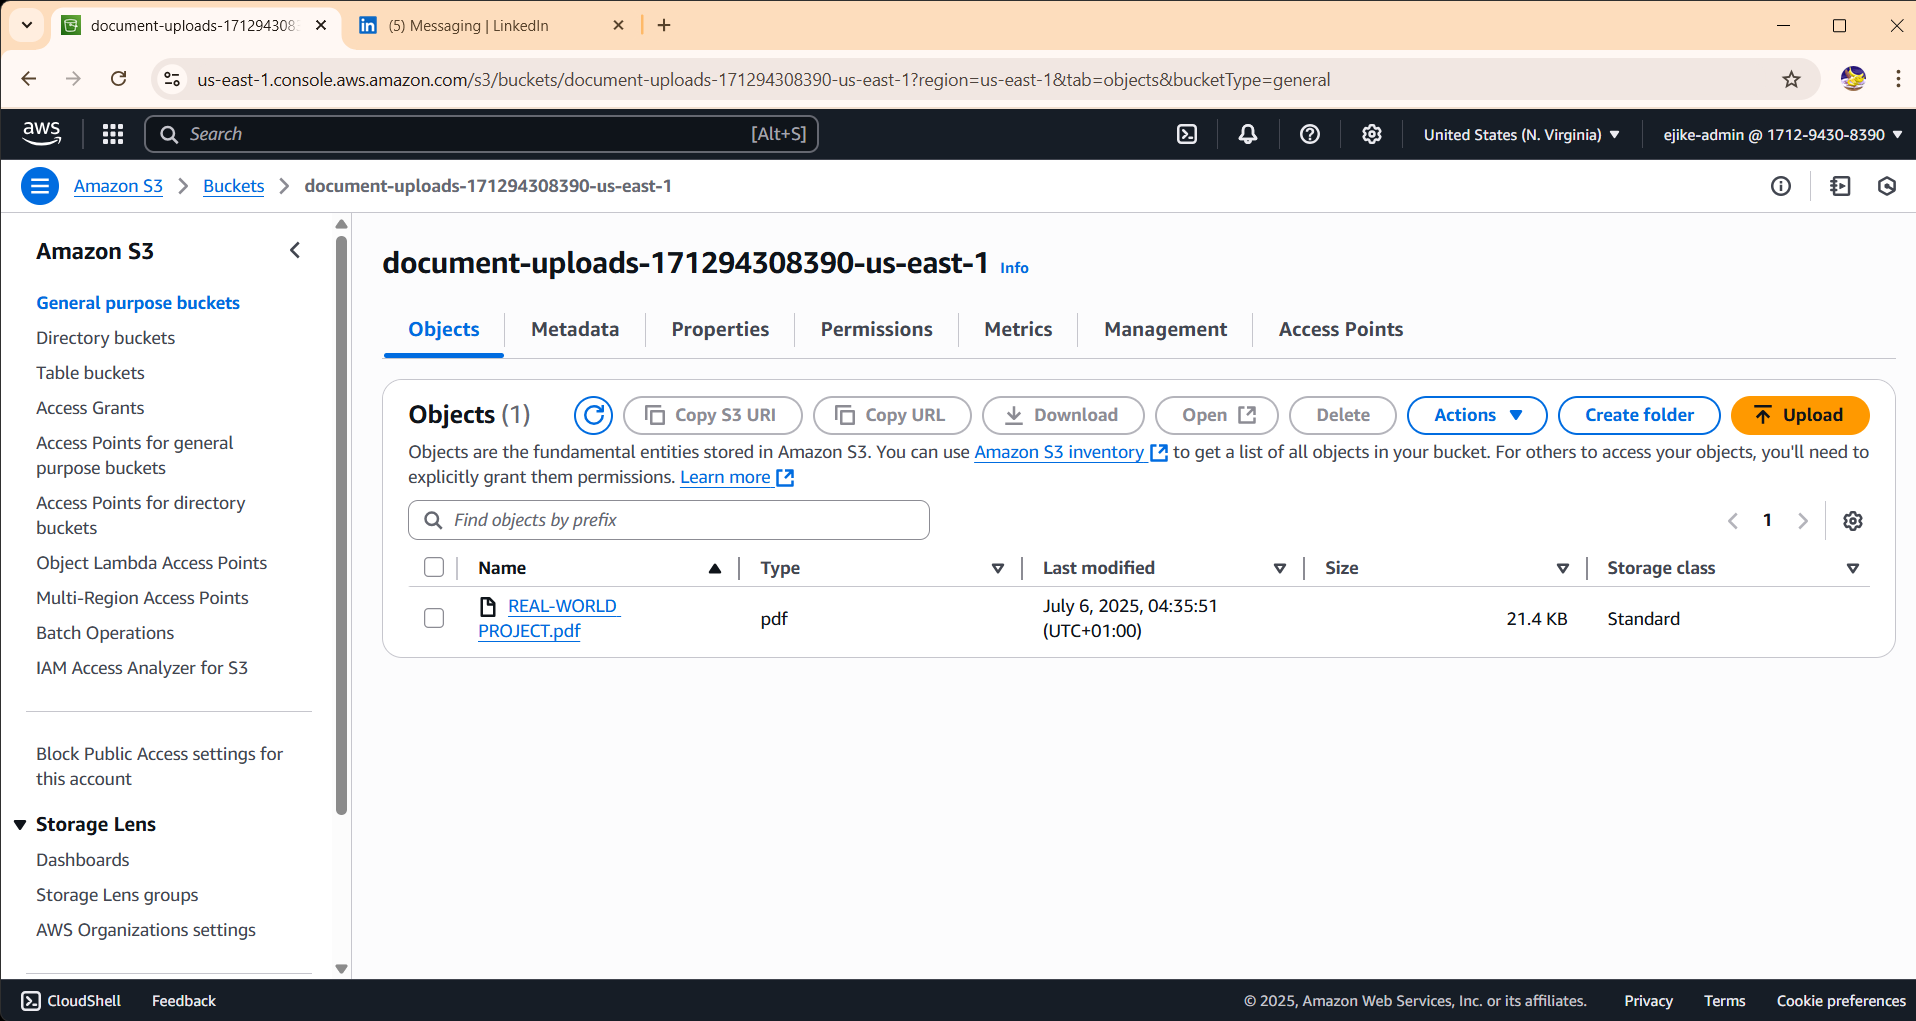 document-uploads-171294308
(5) Messaging | LinkedIn
us-east-1.console.aws.amazon.com/s3/buckets/document-uploads-171294308390-us-east-1?region=us-east-1&tab=objects&bucketType=general
aws
Search [Alt+S]
United States (N. Virginia)
ejike-admin @ 1712-9430-8390
Amazon S3
Buckets
document-uploads-171294308390-us-east-1
Amazon S3
General purpose buckets
Directory buckets
Table buckets
Access Grants
Access Points for general
purpose buckets
Access Points for directory
buckets
Object Lambda Access Points
Multi-Region Access Points
Batch Operations
IAM Access Analyzer for S3
Block Public Access settings for
this account
Storage Lens
Dashboards
Storage Lens groups
AWS Organizations settings
document-uploads-171294308390-us-east-1 Info
Objects
Metadata
Properties
Permissions
Metrics
Management
Access Points
Objects (1)
Copy S3 URI
Copy URL
Download
Open
Delete
Actions
Create folder
Upload
Objects are the fundamental entities stored in Amazon S3. You can use Amazon S3 inventory to get a list of all objects in your bucket. For others to access your objects, you'll need to
explicitly grant them permissions. Learn more
Find objects by prefix
1
Name
Type
Last modified
Size
Storage class
REAL-WORLD
PROJECT.pdf
pdf
July 6, 2025, 04:35:51
(UTC+01:00)
21.4 KB
Standard
CloudShell
Feedback
© 2025, Amazon Web Services, Inc. or its affiliates.
Privacy
Terms
Cookie preferences